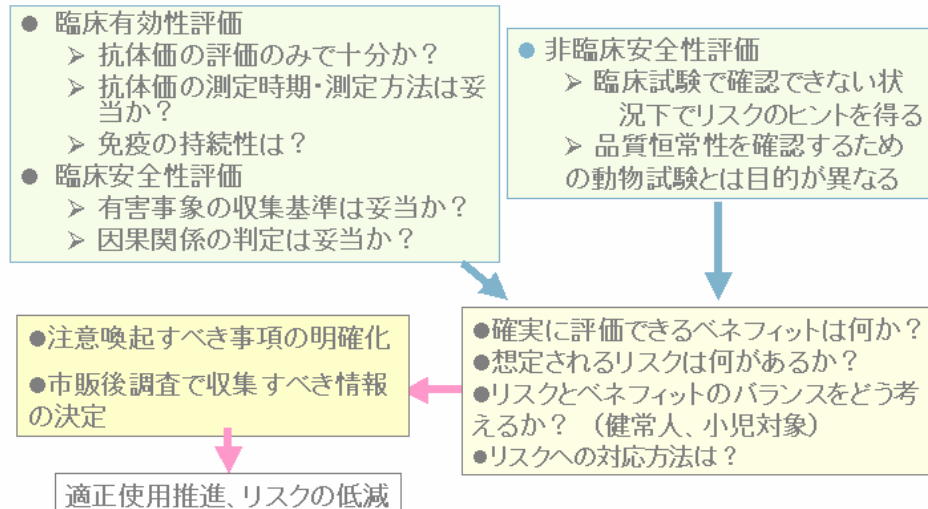 ● 臨床有効性評価
➢ 抗体価の評価のみで十分か？
➢ 抗体価の測定時期・測定方法は妥
当か？
➢ 免疫の持続性は？
● 臨床安全性評価
➢ 有害事象の収集基準は妥当か？
➢ 因果関係の判定は妥当か？
● 非臨床安全性評価
➢ 臨床試験で確認できない状
況下でリスクのヒントを得る
➢ 品質恒常性を確認するため
の動物試験とは目的が異なる
●確実に評価できるベネフィットは何か？
●想定されるリスクは何があるか？
●リスクとベネフィットのバランスをどう考
えるか？ （健常人、小児対象）
●リスクへの対応方法は？
●注意喚起すべき事項の明確化
●市販後調査で収集すべき情報
の決定
適正使用推進、リスクの低減